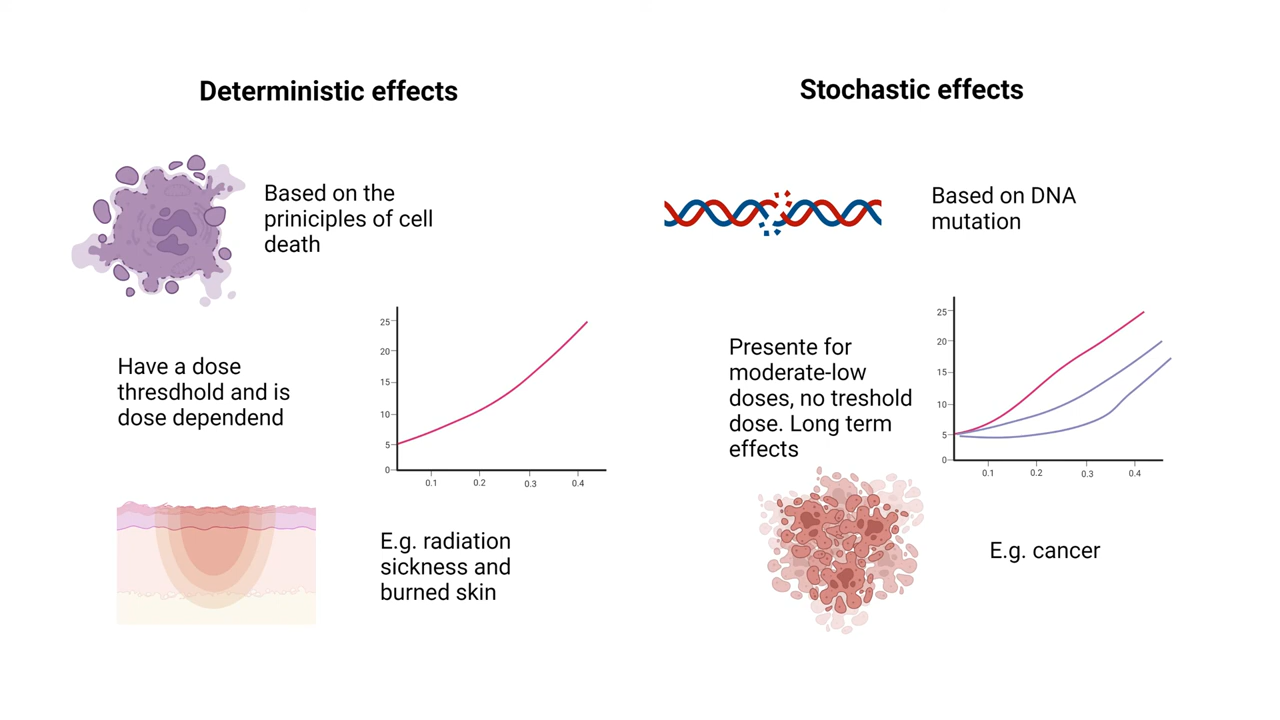 Deterministic effects
Based on the
priniciples of cell
death
Have a dose
thresdhold and is
dose dependend
25
20
15
10
5
0
0.1 0.2 0.3 0.4
E.g. radiation
sickness and
burned skin
Stochastic effects
Based on DNA
mutation
Presente for
moderate-low
doses, no treshold
dose. Long term
effects
25
20
15
10
5
0
0.1 0.2 0.3 0.4
E.g. cancer